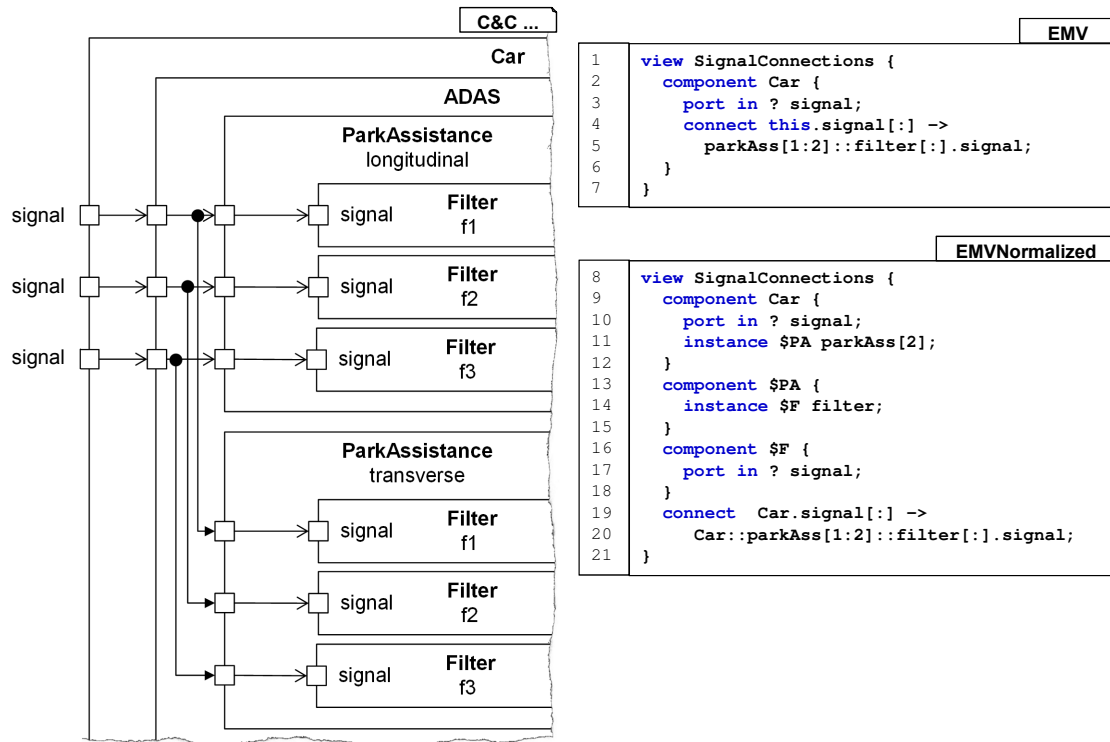 C&C ...
Car
ADAS
ParkAssistance
longitudinal
signal
signal
Filter
f1
signal
signal
Filter
f2
signal
signal
Filter
f3
ParkAssistance
transverse
signal
Filter
f1
signal
Filter
f2
signal
Filter
f3
EMV
1 view SignalConnections {
2 component Car {
3 port in ? signal;
4 connect this.signal[:] ->
5 parkAss[1:2]::filter[:].signal;
6 }
7 }
EMVNormalized
8 view SignalConnections {
9 component Car {
10 port in ? signal;
11 instance $PA parkAss[2];
12 }
13 component $PA {
14 instance $F filter;
15 }
16 component $F {
17 port in ? signal;
18 }
19 connect Car.signal[:] ->
20 Car::parkAss[1:2]::filter[:].signal;
21 }